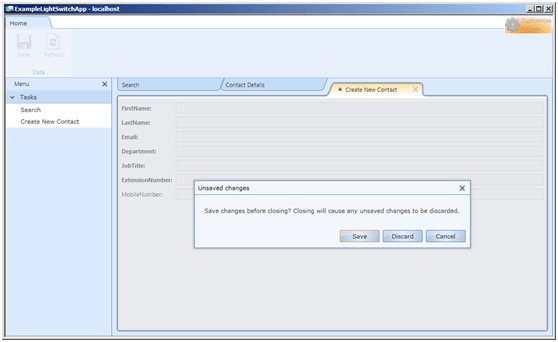 ExampleLightSwitchApp - localhost
Home
Customize
Screen
Save
Refresh
Data
Menu
Tasks
Search
Create New Contact
Search
Contact Details
Create New Contact
FirstName:
LastName:
Email:
Department:
JobTitle:
ExtensionNumber:
MobileNumber:
Unsaved changes
Save changes before closing? Closing will cause any unsaved changes to be discarded.
Save
Discard
Cancel